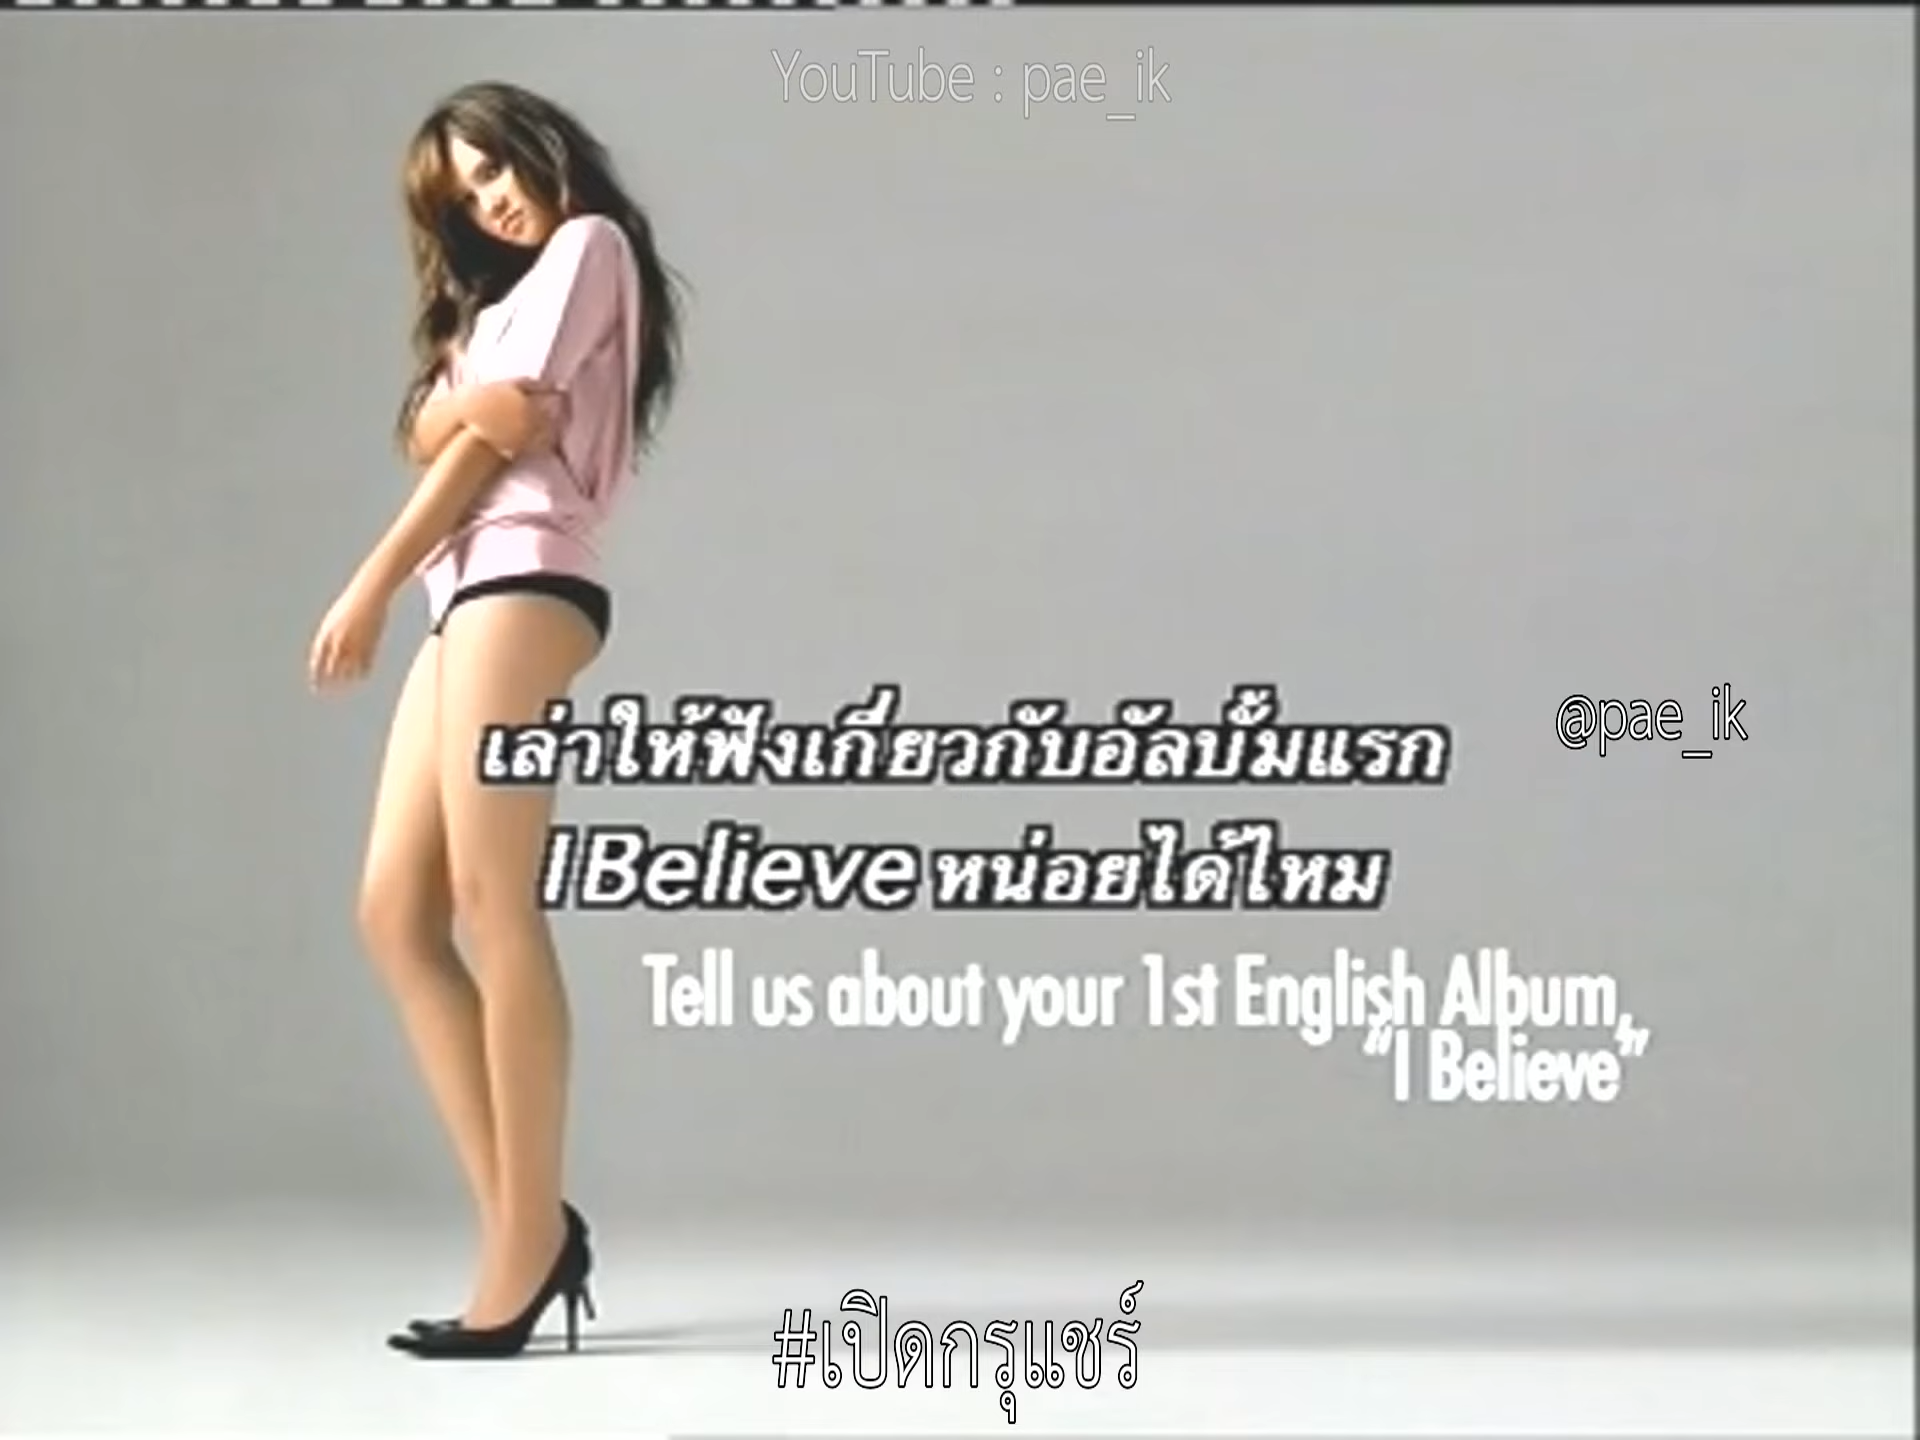 YouTube : pae_ik
เล่าให้ฟังเกี่ยวกับอัลบั้มแรก
@pae_ik
I Believe หน่อยได้ไหม
Tell us about your 1st English Album,
"I Believe"
#เปิดกรุแชร์